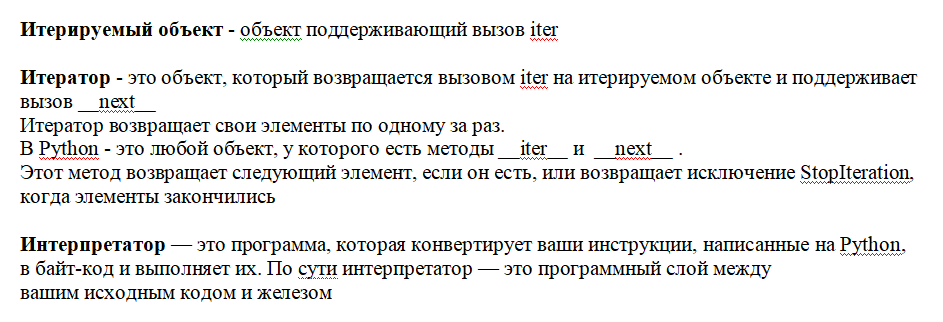 Итерируемый объект - объект поддерживающий вызов iter
Итератор - это объект, который возвращается вызовом iter на итерируемом объекте и поддерживает
вызов __next__
Итератор возвращает свои элементы по одному за раз.
В Python - это любой объект, у которого есть методы __iter__ и __next__ .
Этот метод возвращает следующий элемент, если он есть, или возвращает исключение StopIteration,
когда элементы закончились
Интерпретатор — это программа, которая конвертирует ваши инструкции, написанные на Python,
в байт-код и выполняет их. По сути интерпретатор — это программный слой между
вашим исходным кодом и железом